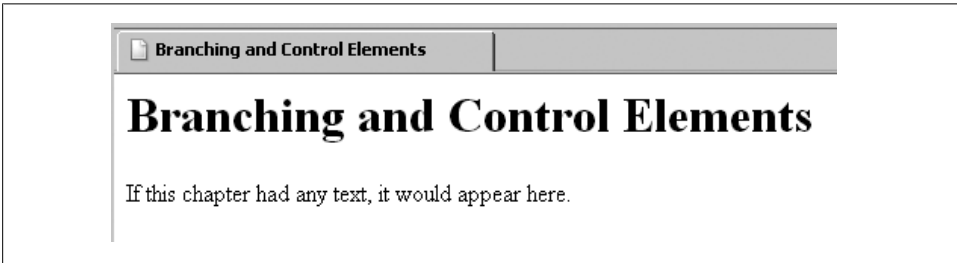 Branching and Control Elements
Branching and Control Elements
If this chapter had any text, it would appear here.